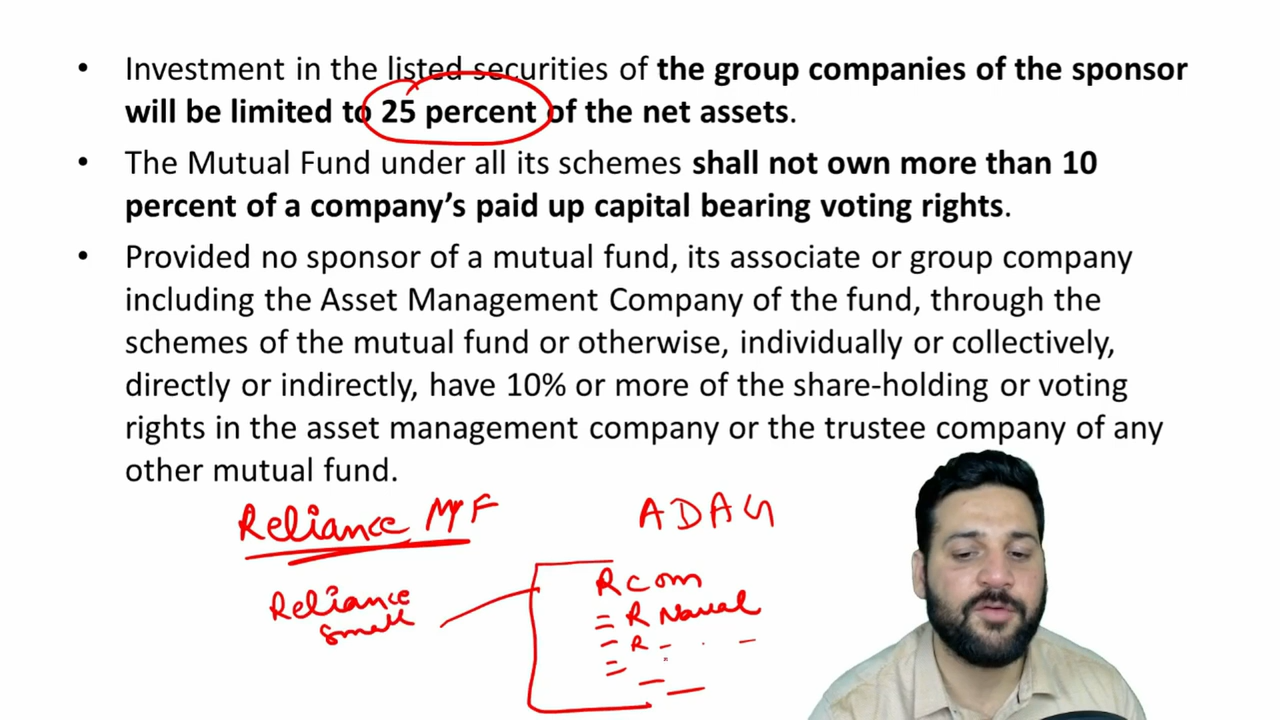 • Investment in the listed securities of the group companies of the sponsor
will be limited to 25 percent of the net assets.
• The Mutual Fund under all its schemes shall not own more than 10
percent of a company’s paid up capital bearing voting rights.
• Provided no sponsor of a mutual fund, its associate or group company
including the Asset Management Company of the fund, through the
schemes of the mutual fund or otherwise, individually or collectively,
directly or indirectly, have 10% or more of the share-holding or voting
rights in the asset management company or the trustee company of any
other mutual fund.
Reliance MF
ADAG
Reliance
Small
R com
= R Naval
= R - . -